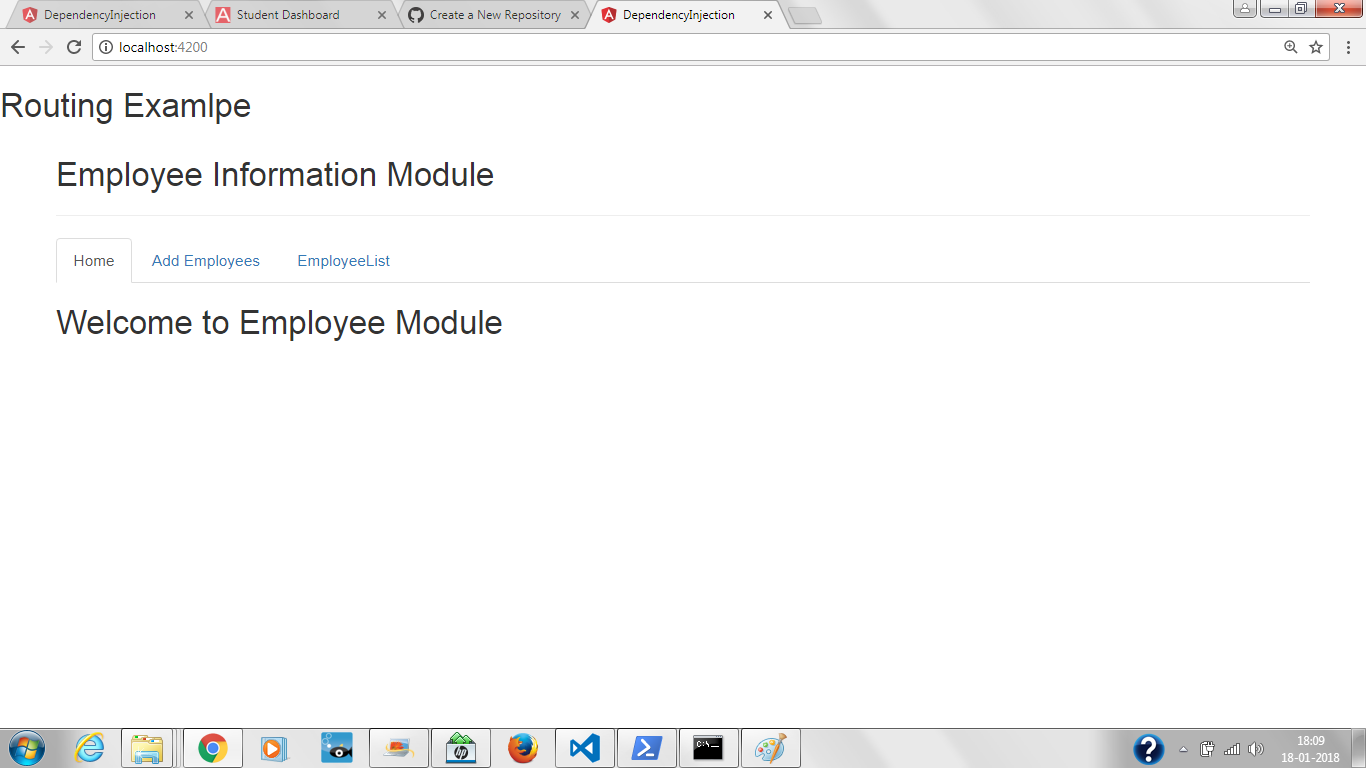 DependencyInjection
Student Dashboard
Create a New Repository
DependencyInjection
localhost:4200
Routing Examlpe
Employee Information Module
Home
Add Employees
EmployeeList
Welcome to Employee Module
hp
C:\_
?
18:09
18-01-2018